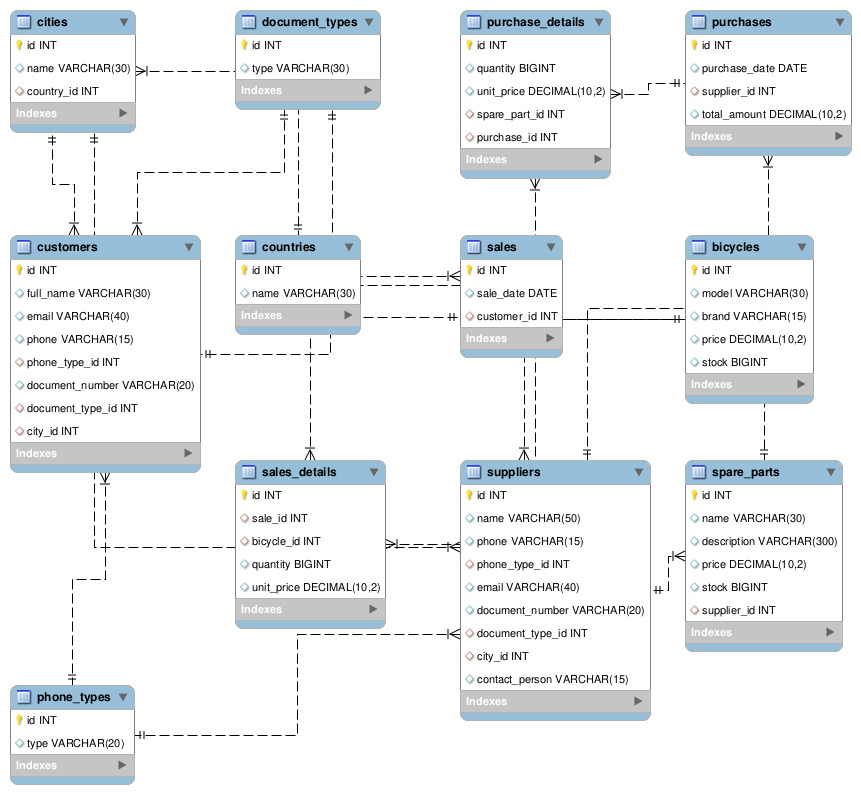 cities
id INT
name VARCHAR(30)
country_id INT
Indexes
document_types
id INT
type VARCHAR(30)
Indexes
purchase_details
id INT
quantity BIGINT
unit_price DECIMAL(10,2)
spare_part_id INT
purchase_id INT
Indexes
purchases
id INT
purchase_date DATE
supplier_id INT
total_amount DECIMAL(10,2)
Indexes
customers
id INT
full_name VARCHAR(30)
email VARCHAR(40)
phone VARCHAR(15)
phone_type_id INT
document_number VARCHAR(20)
document_type_id INT
city_id INT
Indexes
countries
id INT
name VARCHAR(30)
Indexes
sales
id INT
sale_date DATE
customer_id INT
Indexes
bicycles
id INT
model VARCHAR(30)
brand VARCHAR(15)
price DECIMAL(10,2)
stock BIGINT
Indexes
sales_details
id INT
sale_id INT
bicycle_id INT
quantity BIGINT
unit_price DECIMAL(10,2)
Indexes
suppliers
id INT
name VARCHAR(50)
phone VARCHAR(15)
phone_type_id INT
email VARCHAR(40)
document_number VARCHAR(20)
document_type_id INT
city_id INT
contact_person VARCHAR(15)
Indexes
spare_parts
id INT
name VARCHAR(30)
description VARCHAR(300)
price DECIMAL(10,2)
stock BIGINT
supplier_id INT
Indexes
phone_types
id INT
type VARCHAR(20)
Indexes